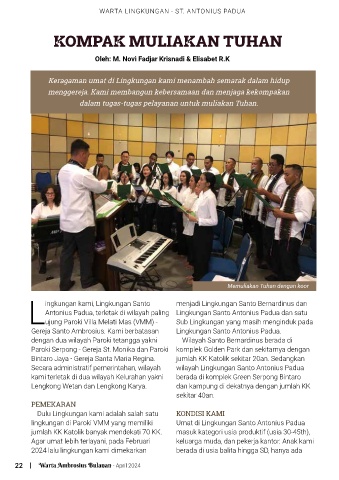 WARTA LINGKUNGAN - ST. ANTONIUS PADUA
KOMPAK MULIAKAN TUHAN
Oleh: M. Novi Fadjar Krisnadi & Elisabet R.K
Keragaman umat di Lingkungan kami menambah semarak dalam hidup
menggereja. Kami membangun kebersamaan dan menjaga kekompakan
dalam tugas-tugas pelayanan untuk muliakan Tuhan.
Memuliakan Tuhan dengan koor
Lingkungan kami, Lingkungan Santo
Antonius Padua, terletak di wilayah paling
ujung Paroki Villa Melati Mas (VMM) -
Gereja Santo Ambrosius. Kami berbatasan
dengan dua wilayah Paroki tetangga yakni
Paroki Serpong - Gereja St. Monika dan Paroki
Bintaro Jaya - Gereja Santa Maria Regina.
Secara administratif pemerintahan, wilayah
kami terletak di dua wilayah Kelurahan yakni
Lengkong Wetan dan Lengkong Karya.
PEMEKARAN
Dulu Lingkungan kami adalah salah satu
lingkungan di Paroki VMM yang memiliki
jumlah KK Katolik banyak mendekati 70 KK.
Agar umat lebih terlayani, pada Februari
2024 lalu lingkungan kami dimekarkan
menjadi Lingkungan Santo Bernardinus dan
Lingkungan Santo Antonius Padua dan satu
Sub Lingkungan yang masih menginduk pada
Lingkungan Santo Antonius Padua.
Wilayah Santo Bernardinus berada di
komplek Golden Park dan sekitarnya dengan
jumlah KK Katolik sekitar 20an. Sedangkan
wilayah Lingkungan Santo Antonius Padua
berada di komplek Green Serpong Bintaro
dan kampung di dekatnya dengan jumlah KK
sekitar 40an.
KONDISI KAMI
Umat di Lingkungan Santo Antonius Padua
masuk kategori usia produktif (usia 30-45th),
keluarga muda, dan pekerja kantor. Anak kami
berada di usia balita hingga SD, hanya ada
22 | Warta Ambrosius Bulanan - April 2024